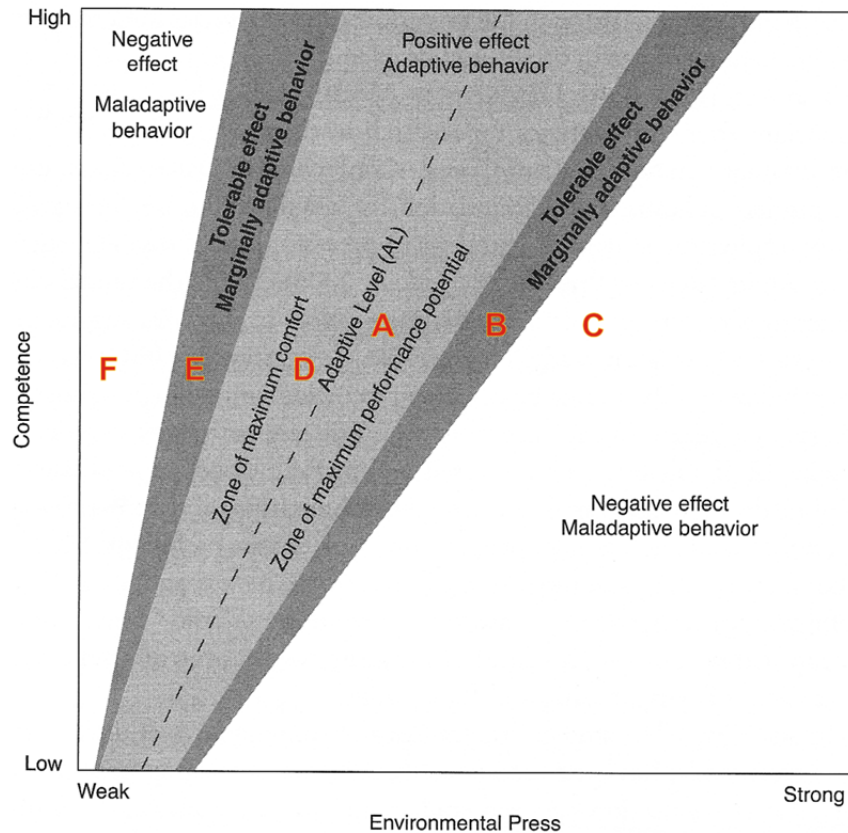 High
Negative
effect
Maladaptive
behavior
Tolerable effect
Marginally adaptive behavior
Positive effect
Adaptive behavior
Tolerable effect
Marginally adaptive behavior
Zone of maximum comfort
Adaptive Level (AL)
Zone of maximum performance potential
F
E
D
A
B
C
Negative effect
Maladaptive behavior
Competence
Low
Weak
Strong
Environmental Press